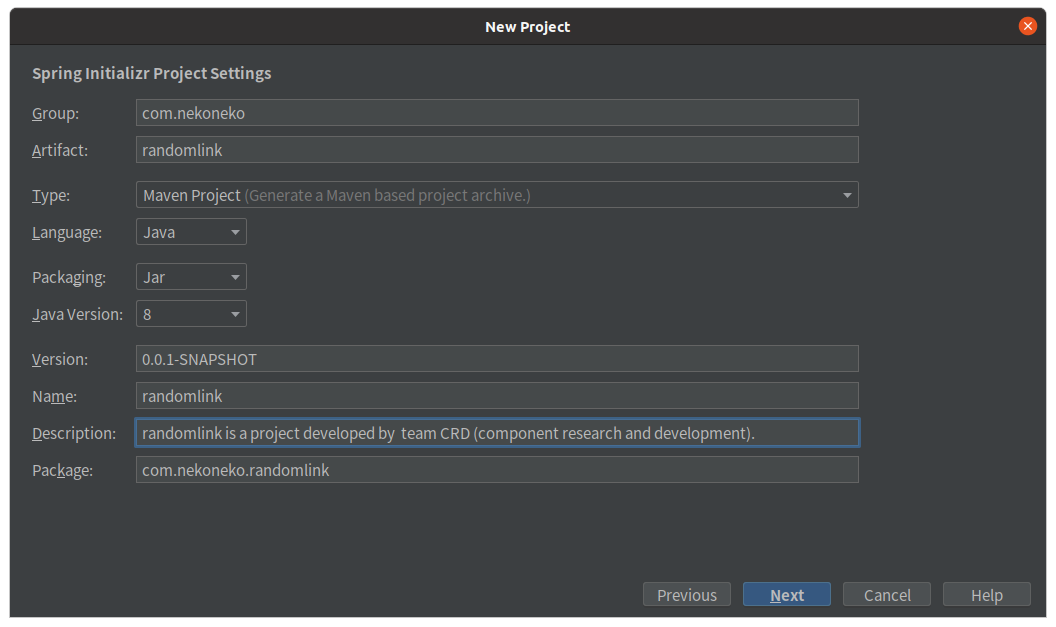 New Project
Spring Initializr Project Settings
Group: com.nekoneko
Artifact: randomlink
Type: Maven Project (Generate a Maven based project archive.)
Language: Java
Packaging: Jar
Java Version: 8
Version: 0.0.1-SNAPSHOT
Name: randomlink
Description: randomlink is a project developed by  team CRD (component research and development).
Package: com.nekoneko.randomlink
Previous Next Cancel Help